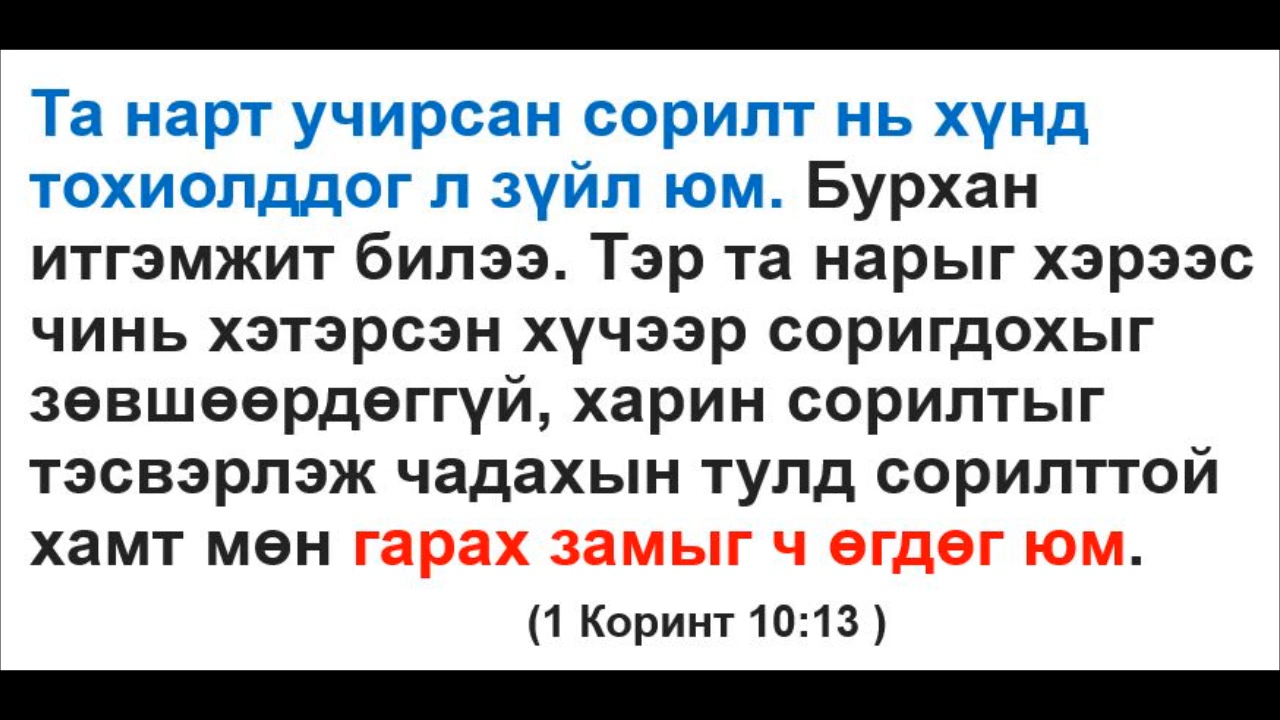 Та нарт учирсан сорилт нь хүнд
тохиолддог л зүйл юм. Бурхан
итгэмжит билээ. Тэр та нарыг хэрээс
чинь хэтэрсэн хүчээр соригдохыг
зөвшөөрдөггүй, харин сорилтыг
тэсвэрлэж чадахын тулд сорилттой
хамт мөн гарах замыг ч өгдөг юм.
(1 Коринт 10:13 )